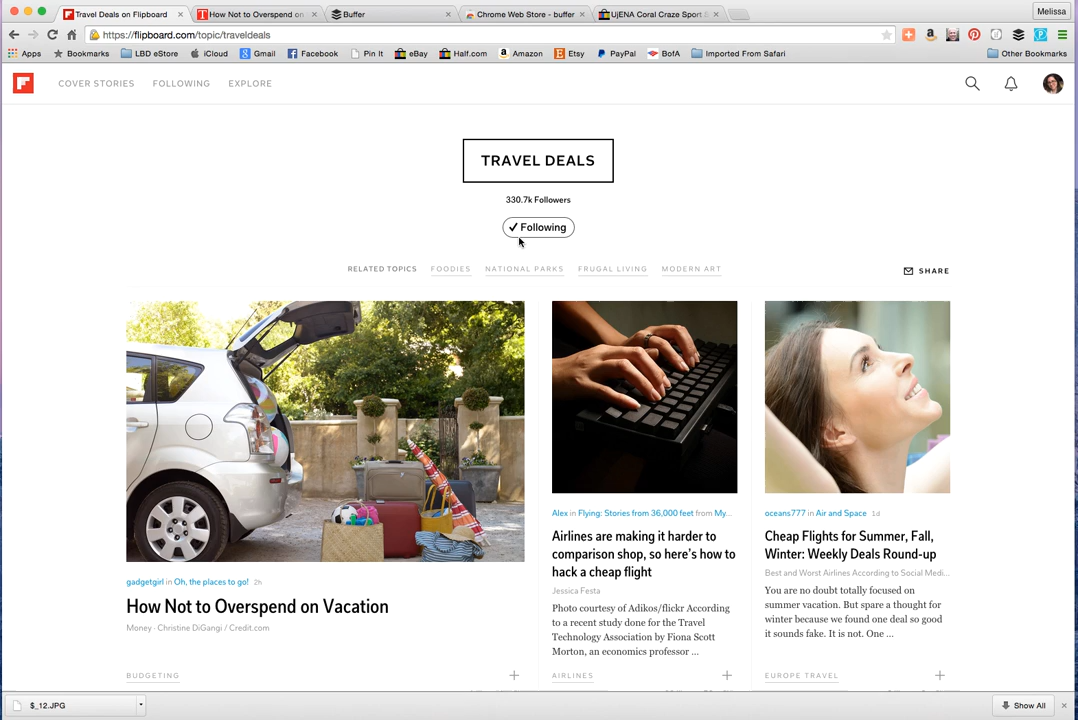 Travel Deals on Flipboard
How Not to Overspend on
Buffer
Chrome Web Store - buffer
UjENA Coral Craze Sport &
Melissa
https://flipboard.com/topic/traveldeals
Apps
Bookmarks
LBD eStore
iCloud
Gmail
Facebook
Pin It
eBay
Half.com
Amazon
Etsy
PayPal
BofA
Imported From Safari
Other Bookmarks
COVER STORIES
FOLLOWING
EXPLORE
TRAVEL DEALS
330.7k Followers
✓ Following
RELATED TOPICS
FOODIES
NATIONAL PARKS
FRUGAL LIVING
MODERN ART
SHARE
gadgetgirl in Oh, the places to go! 2h
How Not to Overspend on Vacation
Money · Christine DiGangi / Credit.com
BUDGETING
Alex in Flying: Stories from 36,000 feet from My...
Airlines are making it harder to
comparison shop, so here's how to
hack a cheap flight
Jessica Festa
Photo courtesy of Adikos/flickr According
to a recent study done for the Travel
Technology Association by Fiona Scott
Morton, an economics professor ...
AIRLINES
oceans777 in Air and Space 1d
Cheap Flights for Summer, Fall,
Winter: Weekly Deals Round-up
Best and Worst Airlines According to Social Medi...
You are no doubt totally focused on
summer vacation. But spare a thought for
winter because we found one deal so good
it sounds fake. It is not. One ...
EUROPE TRAVEL
$_12.JPG
Show All